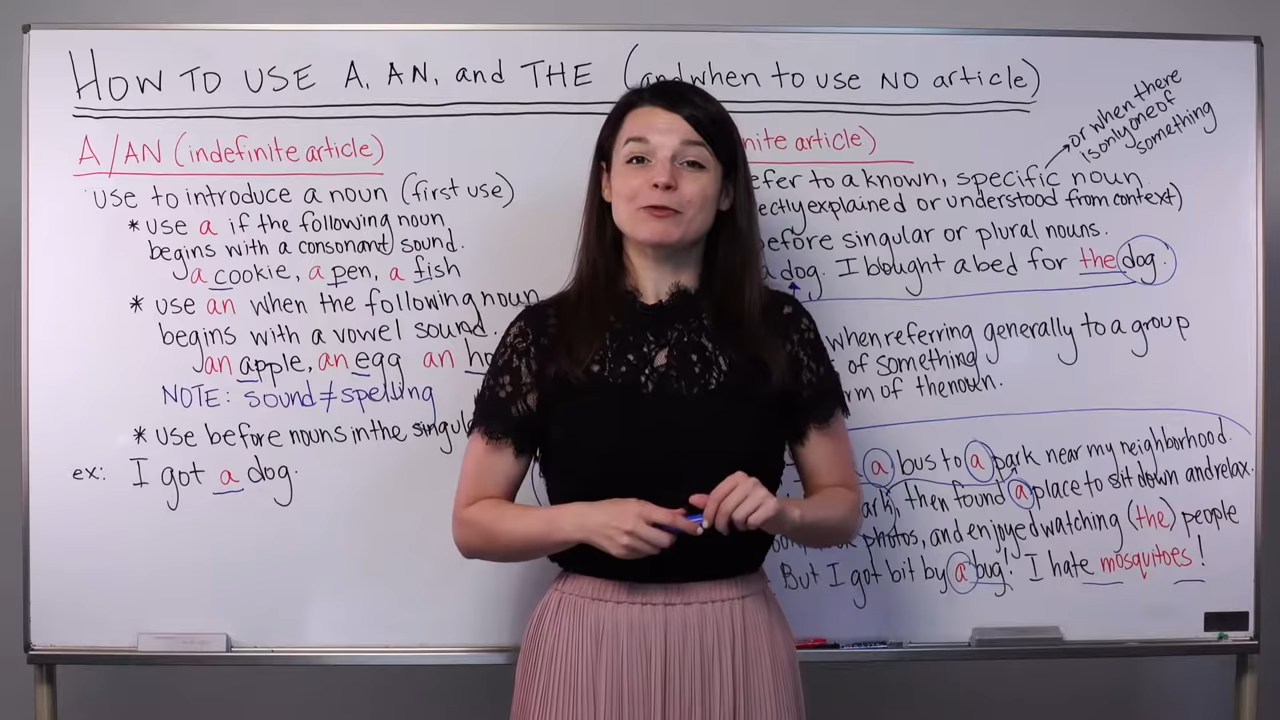 HOW TO USE A, AN, and THE (and when to use NO article)
A/AN (indefinite article)
use to introduce a noun (first use)
* use a if the following noun
begins with a consonant sound.
a cookie, a pen, a fish
* use an when the following noun
begins with a vowel sound.
an apple, an egg an
NOTE: sound ≠ spelling
* use before nouns in the
ex: I got a dog.
article)
→ or when there
is only one of
something
to a known, specific noun
explained or understood from context)
before singular or plural nouns.
a dog. I bought a bed for the dog.
when referring generally to a group
of something
of the noun.
a bus to a park near my neighborhood.
then found a place to sit down and relax.
photos, and enjoyed watching (the) people
But I got bit by a bug! I hate mosquitoes!